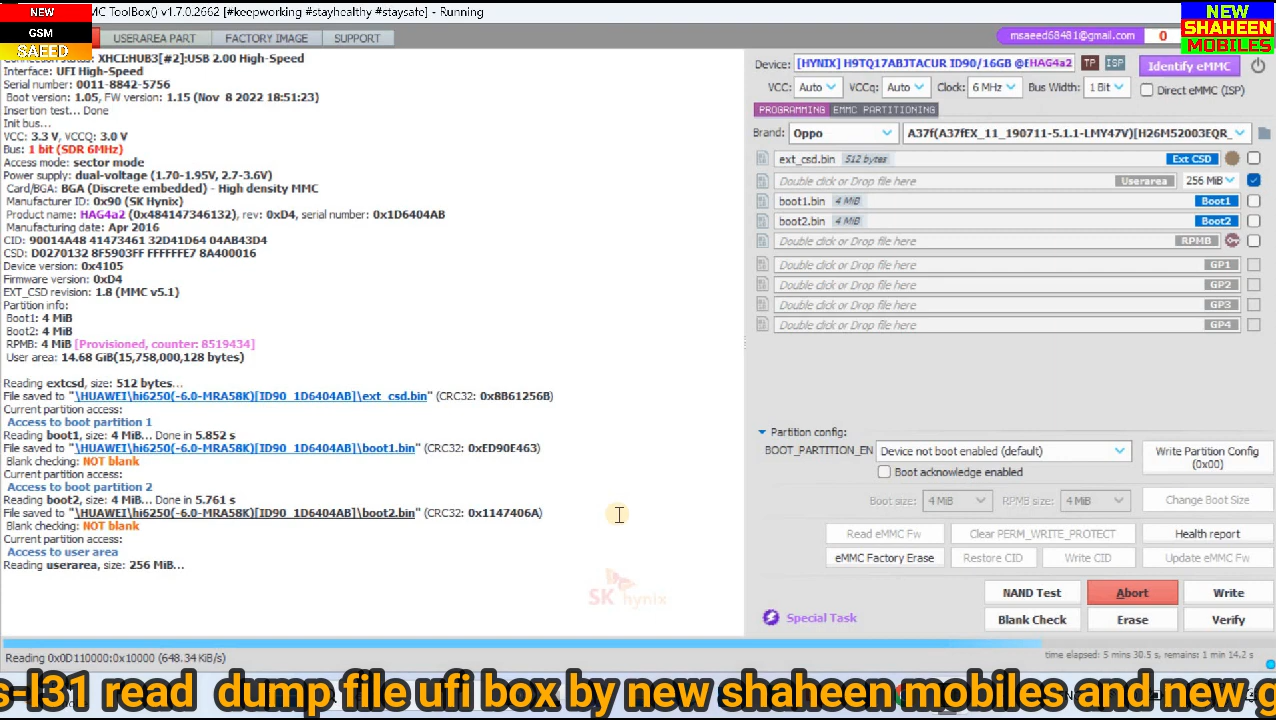 NEW
GSM
SAEED
MC ToolBox() v1.7.0.2662 [#keepworking #stayhealthy #staysafe] - Running
NEW
SHAHEEN
MOBILES
USERAREA PART FACTORY IMAGE SUPPORT
msaeed68481@gmail.com 0
Connection status: XHCI:HUB3[#2]:USB 2.00 High-Speed
Interface: UFI High-Speed
Serial number: 0011-8842-5756
Boot version: 1.05, FW version: 1.15 (Nov 8 2022 18:51:23)
Insertion test... Done
Init bus...
VCC: 3.3 V, VCCQ: 3.0 V
Bus: 1 bit (SDR 6MHz)
Access mode: sector mode
Power supply: dual-voltage (1.70-1.95V, 2.7-3.6V)
Card/BGA: BGA (Discrete embedded) - High density MMC
Manufacturer ID: 0x90 (SK Hynix)
Product name: HAG4a2 (0x484147346132), rev: 0xD4, serial number: 0x1D6404AB
Manufacturing date: Apr 2016
CID: 90014A48 41473461 32D41D64 04AB43D4
CSD: D0270132 8F5903FF FFFFFFE7 8A400016
Device version: 0x4105
Firmware version: 0xD4
EXT_CSD revision: 1.8 (MMC v5.1)
Partition info:
Boot1: 4 MiB
Boot2: 4 MiB
RPMB: 4 MiB [Provisioned, counter: 8519434]
User area: 14.68 GiB(15,758,000,128 bytes)
Reading extcsd, size: 512 bytes...
File saved to "\HUAWEI\hi6250(-6.0-MRA58K)[ID90_1D6404AB]\ext_csd.bin" (CRC32: 0x8B61256B)
Current partition access:
Access to boot partition 1
Reading boot1, size: 4 MiB... Done in 5.852 s
File saved to "\HUAWEI\hi6250(-6.0-MRA58K)[ID90_1D6404AB]\boot1.bin" (CRC32: 0xED90E463)
Blank checking: NOT blank
Current partition access:
Access to boot partition 2
Reading boot2, size: 4 MiB... Done in 5.761 s
File saved to "\HUAWEI\hi6250(-6.0-MRA58K)[ID90_1D6404AB]\boot2.bin" (CRC32: 0x1147406A)
Blank checking: NOT blank
Current partition access:
Access to user area
Reading userarea, size: 256 MiB...
SK hynix
Device: [HYNIX] H9TQ17ABJTACUR ID90/16GB @[HAG4a2 TP ISP Identify eMMC
VCC: Auto VCCq: Auto Clock: 6 MHz Bus Width: 1 Bit Direct eMMC (ISP)
PROGRAMMING EMMC PARTITIONING
Brand: Oppo A37f(A37fEX_11_190711-5.1.1-LMY47V)[H26M52003EQR_
ext_csd.bin 512 bytes Ext CSD
Double click or Drop file here Userarea 256 MiB
boot1.bin 4 MiB Boot1
boot2.bin 4 MiB Boot2
Double click or Drop file here RPMB
Double click or Drop file here GP1
Double click or Drop file here GP2
Double click or Drop file here GP3
Double click or Drop file here GP4
Partition config:
BOOT_PARTITION_EN Device not boot enabled (default) Write Partition Config (0x00)
Boot acknowledge enabled
Boot size: 4 MiB RPMB size: 4 MiB Change Boot Size
Read eMMC Fw Clear PERM_WRITE_PROTECT Health report
eMMC Factory Erase Restore CID Write CID Update eMMC Fw
NAND Test Abort Write
Special Task Blank Check Erase Verify
Reading 0x0D110000:0x10000 (648.34 KiB/s) time elapsed: 5 mins 30.5 s, remains: 1 min 14.2 s
s-l31 read dump file ufi box by new shaheen mobiles and new g